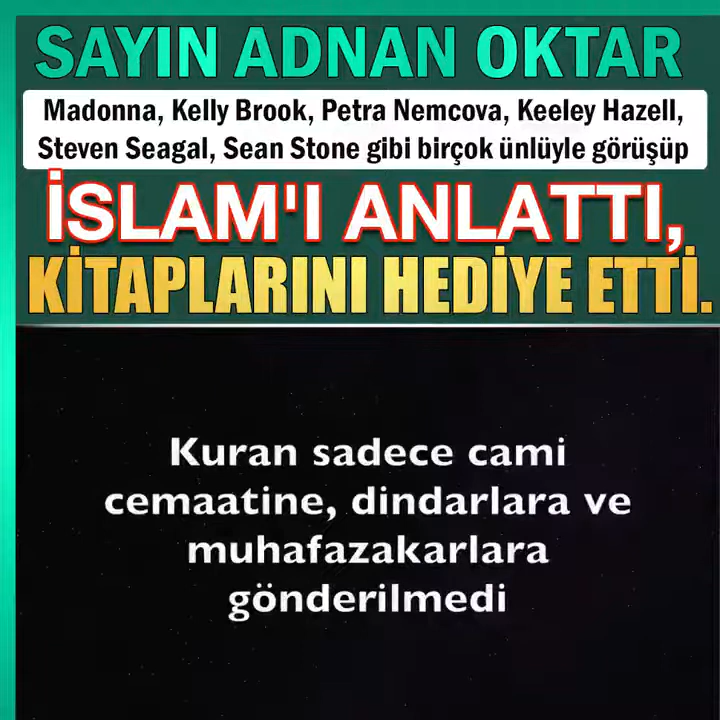 SAYIN ADNAN OKTAR
Madonna, Kelly Brook, Petra Nemcova, Keeley Hazell,
Steven Seagal, Sean Stone gibi birçok ünlüyle görüşüp
İSLAM'I ANLATTI,
KİTAPLARINI HEDİYE ETTİ.
Kuran sadece cami
cemaatine, dindarlara ve
muhafazakarlara
gönderilmedi